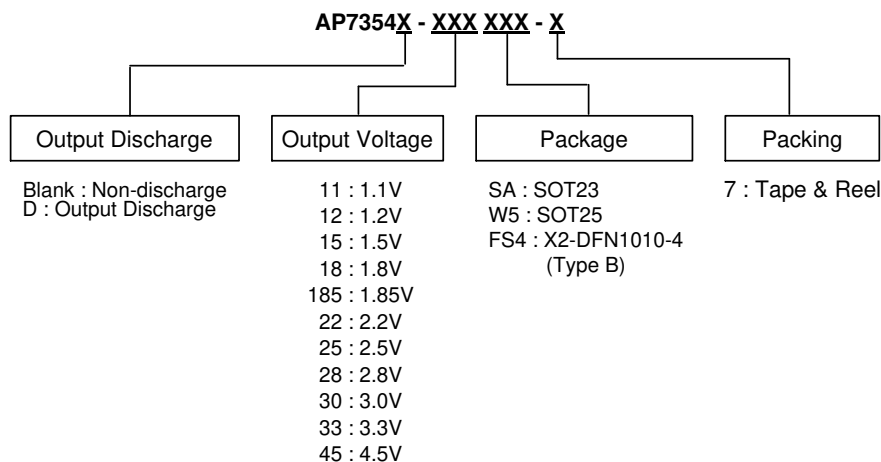 AP7354X - XXX XXX - X
Output Discharge
Blank : Non-discharge
D : Output Discharge
Output Voltage
11 : 1.1V
12 : 1.2V
15 : 1.5V
18 : 1.8V
185 : 1.85V
22 : 2.2V
25 : 2.5V
28 : 2.8V
30 : 3.0V
33 : 3.3V
45 : 4.5V
Package
SA : SOT23
W5 : SOT25
FS4 : X2-DFN1010-4
(Type B)
Packing
7 : Tape & Reel